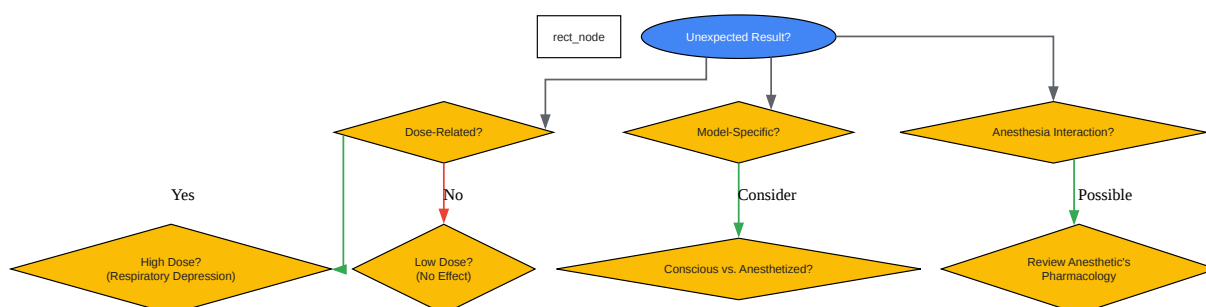 rect_node
Unexpected Result?
Dose-Related?
Model-Specific?
Anesthesia Interaction?
Yes
No
Consider
Possible
High Dose?
(Respiratory Depression)
Low Dose?
(No Effect)
Conscious vs. Anesthetized?
Review Anesthetic's
Pharmacology